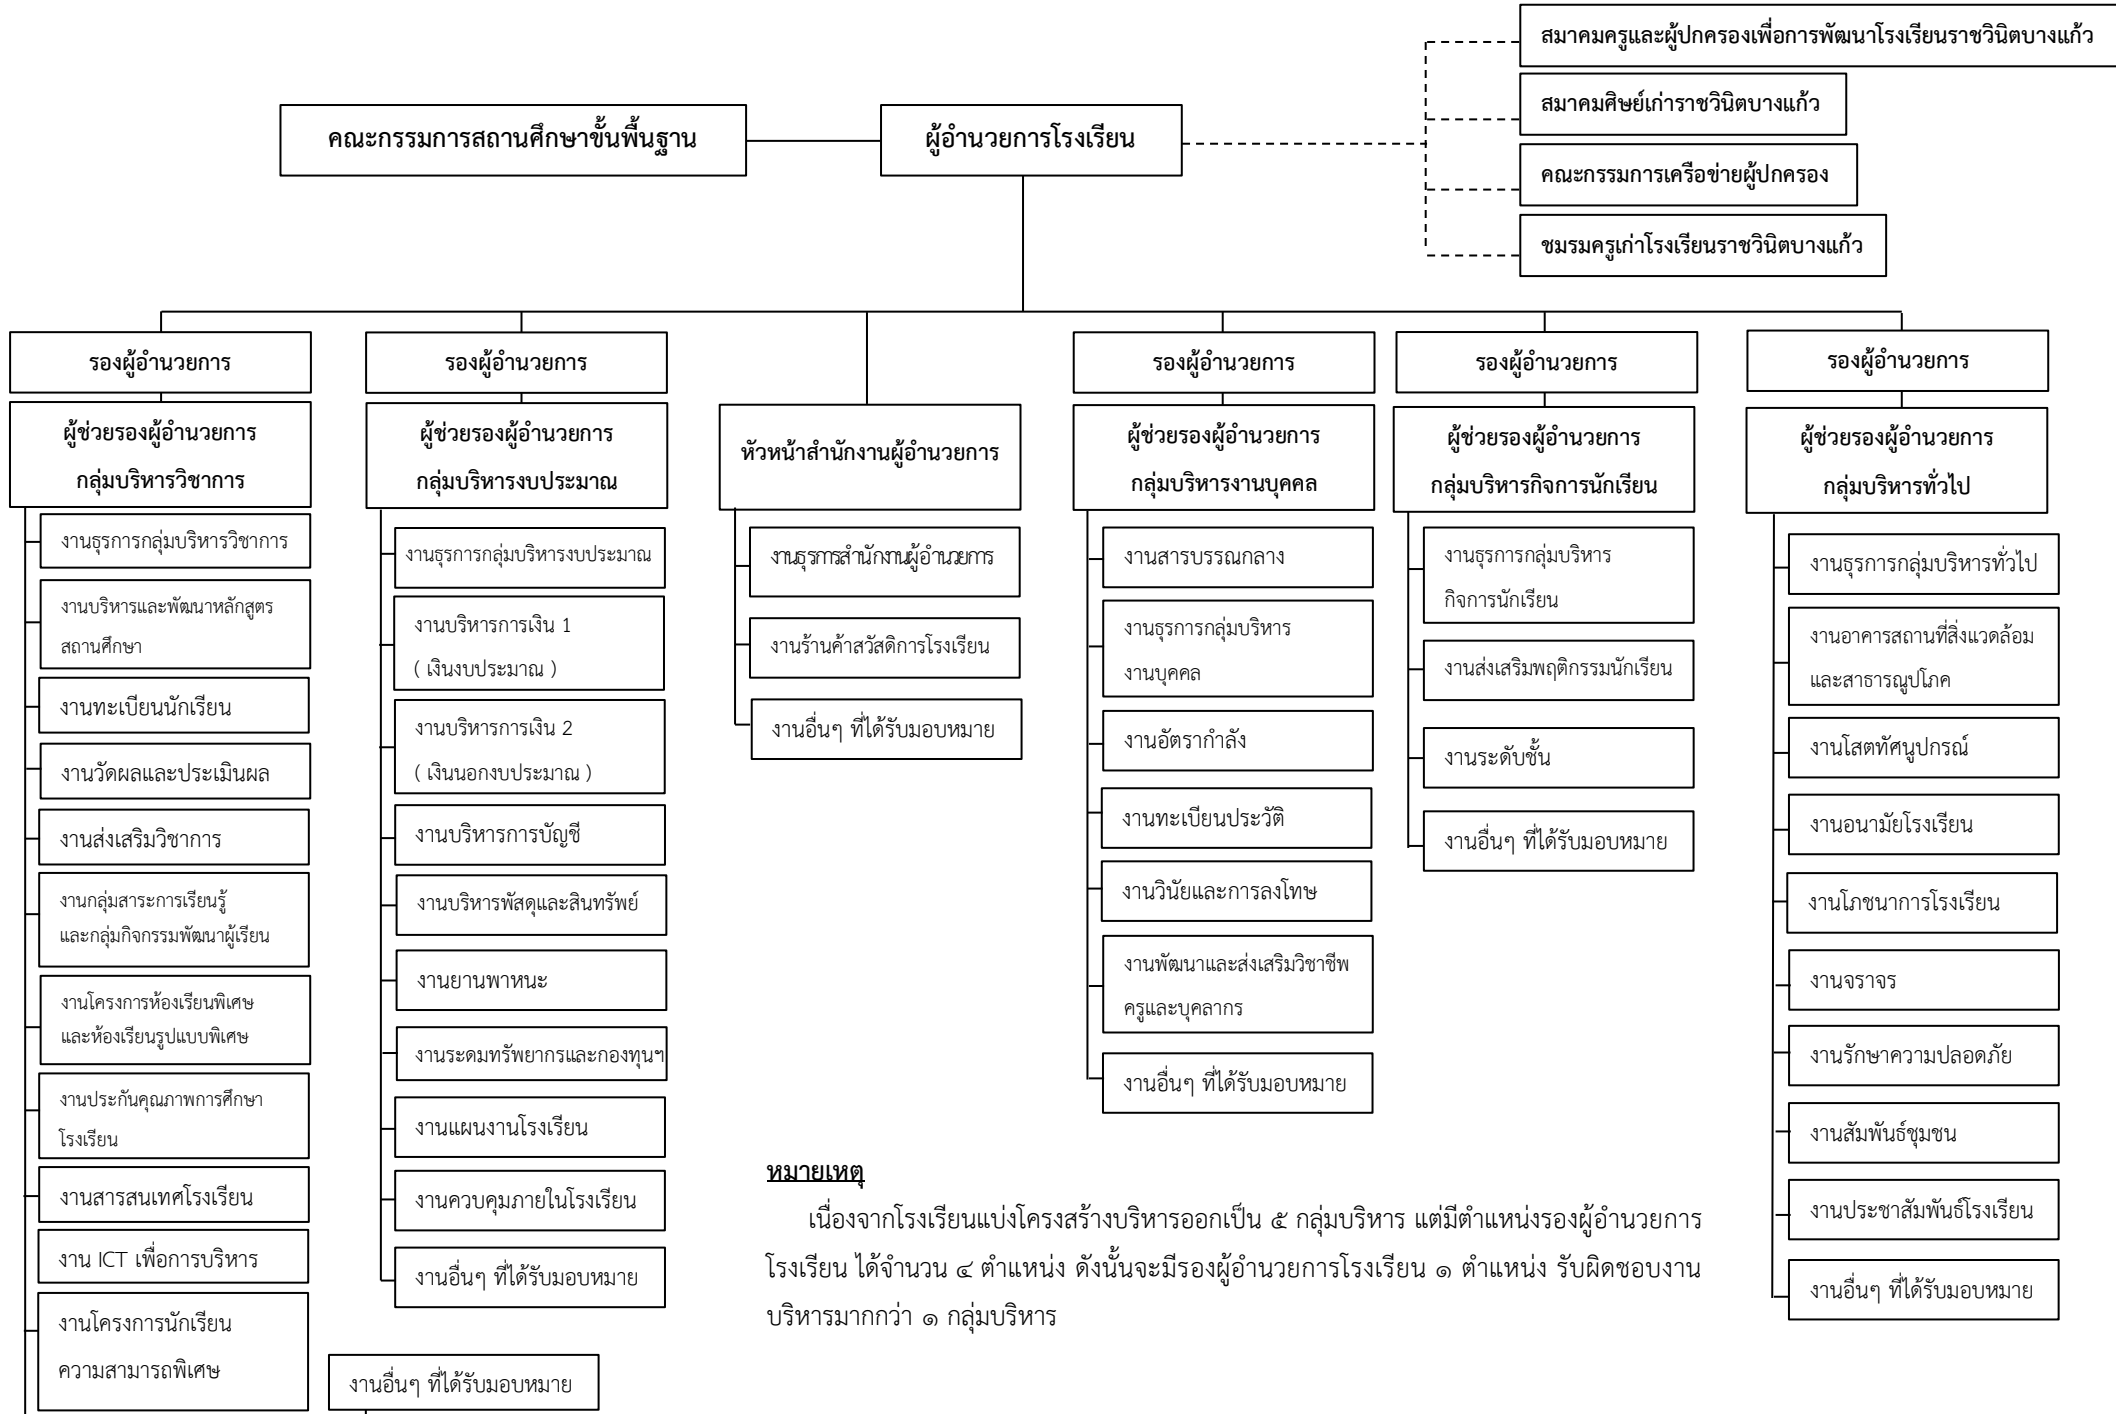 สมาคมครูและผู้ปกครองเพื่อการพัฒนาโรงเรียนราชวินิตบางแก้ว
สมาคมศิษย์เก่าราชวินิตบางแก้ว
คณะกรรมการสถานศึกษาขั้นพื้นฐาน
ผู้อำนวยการโรงเรียน
คณะกรรมการเครือข่ายผู้ปกครอง
ชมรมครูเก่าโรงเรียนราชวินิตบางแก้ว
รองผู้อำนวยการ
ผู้ช่วยรองผู้อำนวยการ
กลุ่มบริหารวิชาการ
งานธุรการกลุ่มบริหารวิชาการ
งานบริหารและพัฒนาหลักสูตร
สถานศึกษา
งานทะเบียนนักเรียน
งานวัดผลและประเมินผล
งานส่งเสริมวิชาการ
งานกลุ่มสาระการเรียนรู้
และกลุ่มกิจกรรมพัฒนาผู้เรียน
งานโครงการห้องเรียนพิเศษ
และห้องเรียนรูปแบบพิเศษ
งานประกันคุณภาพการศึกษา
โรงเรียน
งานสารสนเทศโรงเรียน
งาน ICT เพื่อการบริหาร
งานโครงการนักเรียน
ความสามารถพิเศษ
งานอื่นๆ ที่ได้รับมอบหมาย
รองผู้อำนวยการ
ผู้ช่วยรองผู้อำนวยการ
กลุ่มบริหารงบประมาณ
งานธุรการกลุ่มบริหารงบประมาณ
งานบริหารการเงิน 1
( เงินงบประมาณ )
งานบริหารการเงิน 2
( เงินนอกงบประมาณ )
งานบริหารการบัญชี
งานบริหารพัสดุและสินทรัพย์
งานยานพาหนะ
งานระดมทรัพยากรและกองทุนฯ
งานแผนงานโรงเรียน
งานควบคุมภายในโรงเรียน
งานอื่นๆ ที่ได้รับมอบหมาย
หัวหน้าสำนักงานผู้อำนวยการ
งานธุรการสำนักงานผู้อำนวยการ
งานร้านค้าสวัสดิการโรงเรียน
งานอื่นๆ ที่ได้รับมอบหมาย
รองผู้อำนวยการ
ผู้ช่วยรองผู้อำนวยการ
กลุ่มบริหารงานบุคคล
งานสารบรรณกลาง
งานธุรการกลุ่มบริหาร
งานบุคคล
งานอัตรากำลัง
งานทะเบียนประวัติ
งานวินัยและการลงโทษ
งานพัฒนาและส่งเสริมวิชาชีพ
ครูและบุคลากร
งานอื่นๆ ที่ได้รับมอบหมาย
รองผู้อำนวยการ
ผู้ช่วยรองผู้อำนวยการ
กลุ่มบริหารกิจการนักเรียน
งานธุรการกลุ่มบริหาร
กิจการนักเรียน
งานส่งเสริมพฤติกรรมนักเรียน
งานระดับชั้น
งานอื่นๆ ที่ได้รับมอบหมาย
รองผู้อำนวยการ
ผู้ช่วยรองผู้อำนวยการ
กลุ่มบริหารทั่วไป
งานธุรการกลุ่มบริหารทั่วไป
งานอาคารสถานที่สิ่งแวดล้อม
และสาธารณูปโภค
งานโสตทัศนูปกรณ์
งานอนามัยโรงเรียน
งานโภชนาการโรงเรียน
งานจราจร
งานรักษาความปลอดภัย
งานสัมพันธ์ชุมชน
งานประชาสัมพันธ์โรงเรียน
งานอื่นๆ ที่ได้รับมอบหมาย
หมายเหตุ
เนื่องจากโรงเรียนแบ่งโครงสร้างบริหารออกเป็น ๕ กลุ่มบริหาร แต่มีตำแหน่งรองผู้อำนวยการ
โรงเรียน ได้จำนวน ๔ ตำแหน่ง ดังนั้นจะมีรองผู้อำนวยการโรงเรียน ๑ ตำแหน่ง รับผิดชอบงาน
บริหารมากกว่า ๑ กลุ่มบริหาร